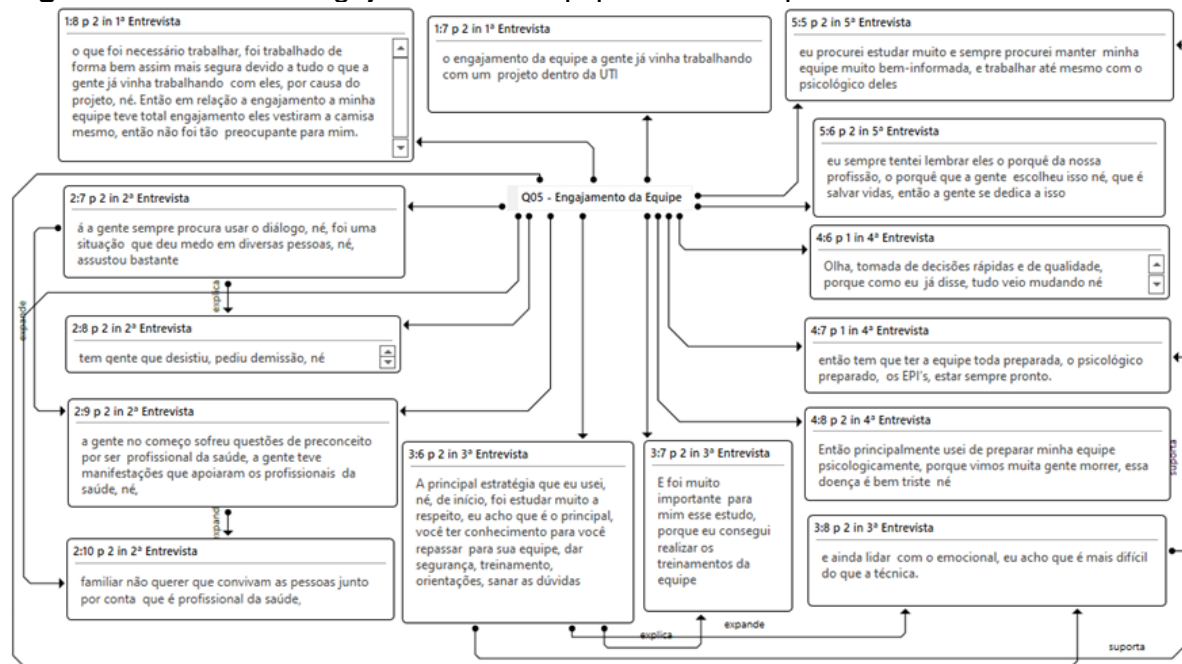 1:8 p 2 in 1ª Entrevista
o que foi necessário trabalhar, foi trabalhado de
forma bem assim mais segura devido a tudo o que a
gente já vinha trabalhando com eles, por causa do
projeto, né. Então em relação a engajamento a minha
equipe teve total engajamento eles vestiram a camisa
mesmo, então não foi tão preocupante para mim.
1:7 p 2 in 1ª Entrevista
o engajamento da equipe a gente já vinha trabalhando
com um projeto dentro da UTI
5:5 p 2 in 5ª Entrevista
eu procurei estudar muito e sempre procurei manter minha
equipe muito bem-informada, e trabalhar até mesmo com o
psicológico deles
5:6 p 2 in 5ª Entrevista
eu sempre tentei lembrar eles o porquê da nossa
profissão, o porquê que a gente escolheu isso né, que é
salvar vidas, então a gente se dedica a isso
Q05 - Engajamento da Equipe
2:7 p 2 in 2ª Entrevista
á a gente sempre procura usar o diálogo, né, foi uma
situação que deu medo em diversas pessoas, né,
assustou bastante
4:6 p 1 in 4ª Entrevista
Olha, tomada de decisões rápidas e de qualidade,
porque como eu já disse, tudo veio mudando né
explica
expande
2:8 p 2 in 2ª Entrevista
tem gente que desistiu, pediu demissão, né
4:7 p 1 in 4ª Entrevista
então tem que ter a equipe toda preparada, o psicológico
preparado, os EPI's, estar sempre pronto.
2:9 p 2 in 2ª Entrevista
a gente no começo sofreu questões de preconceito
por ser profissional da saúde, a gente teve
manifestações que apoiaram os profissionais da
saúde, né,
4:8 p 2 in 4ª Entrevista
Então principalmente usei de preparar minha equipe
psicologicamente, porque vimos muita gente morrer, essa
doença é bem triste né
suporta
3:6 p 2 in 3ª Entrevista
A principal estratégia que eu usei,
né, de início, foi estudar muito a
respeito, eu acho que é o principal,
você ter conhecimento para você
repassar para sua equipe, dar
segurança, treinamento,
orientações, sanar as dúvidas
3:7 p 2 in 3ª Entrevista
E foi muito
importante para
mim esse estudo,
porque eu consegui
realizar os
treinamentos da
equipe
expand
2:10 p 2 in 2ª Entrevista
familiar não querer que convivam as pessoas junto
por conta que é profissional da saúde,
3:8 p 2 in 3ª Entrevista
e ainda lidar com o emocional, eu acho que é mais difícil
do que a técnica.
explica
expande
suporta